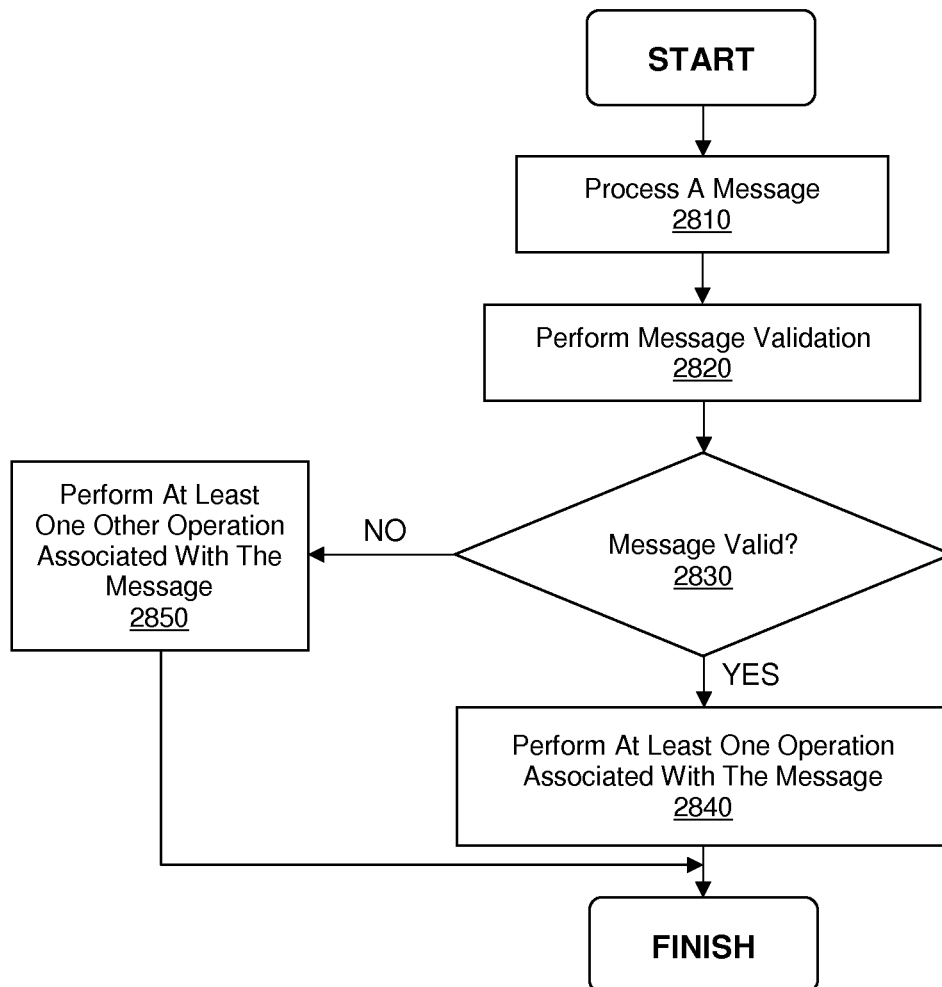 START
Process A Message
2810
Perform Message Validation
2820
Message Valid?
2830
NO
Perform At Least
One Other Operation
Associated With The
Message
2850
YES
Perform At Least One Operation
Associated With The Message
2840
FINISH